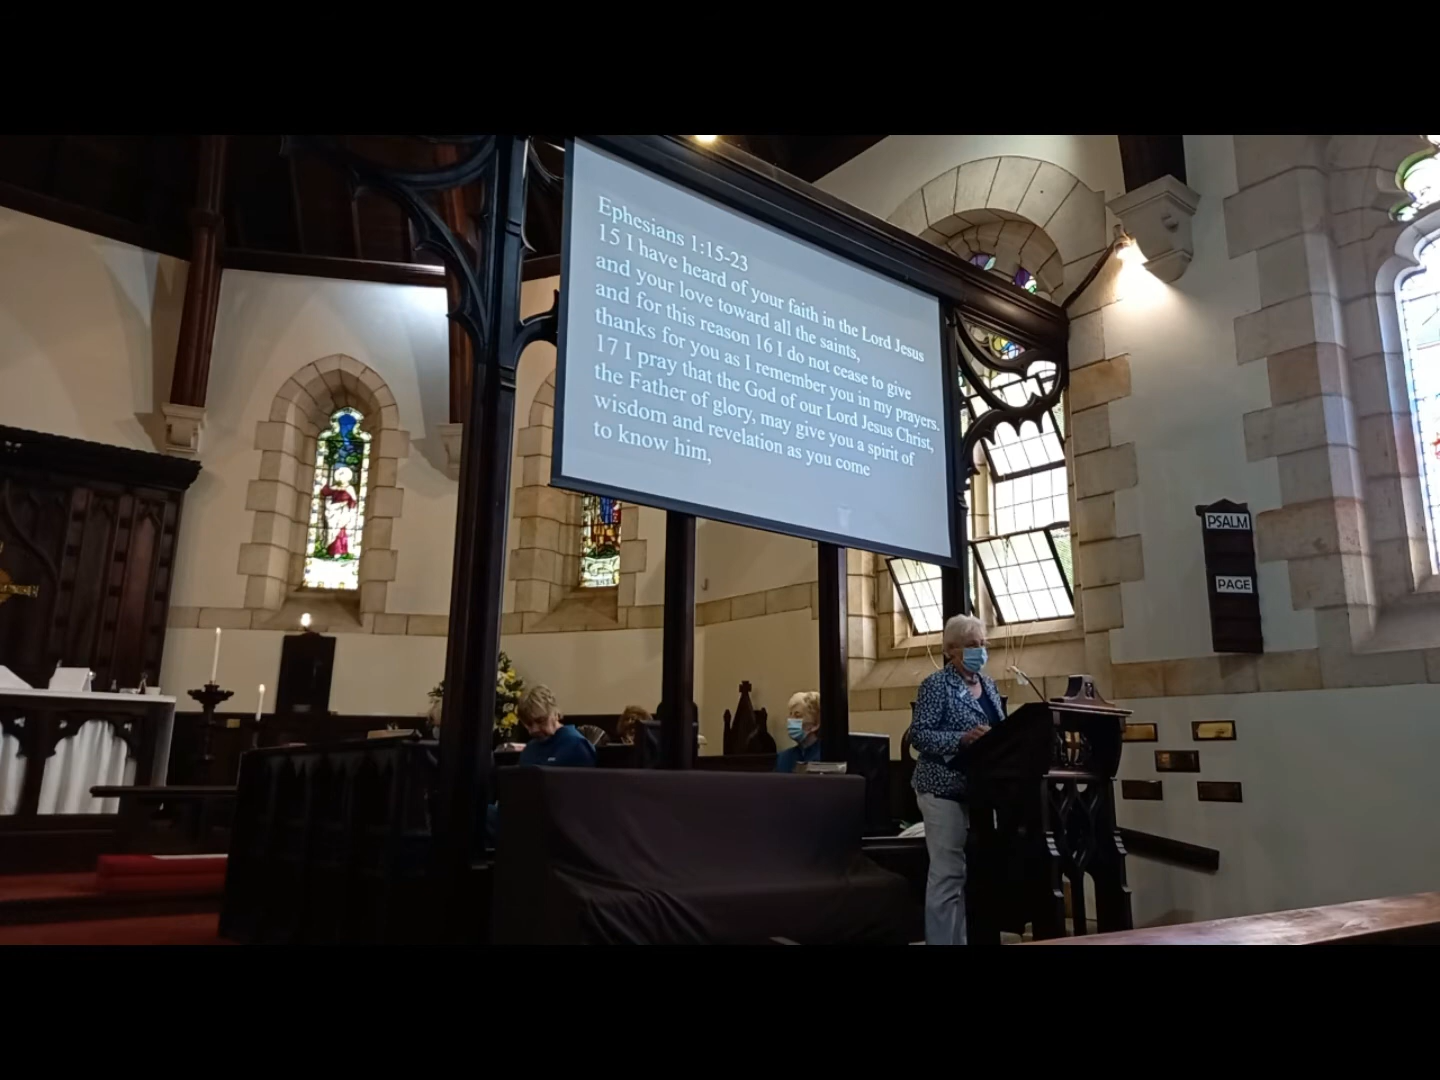 Ephesians 1:15-23
15 I have heard of your faith in the Lord Jesus
and your love toward all the saints,
and for this reason 16 I do not cease to give
thanks for you as I remember you in my prayers.
17 I pray that the God of our Lord Jesus Christ,
the Father of glory, may give you a spirit of
wisdom and revelation as you come
to know him,
PSALM
PAGE